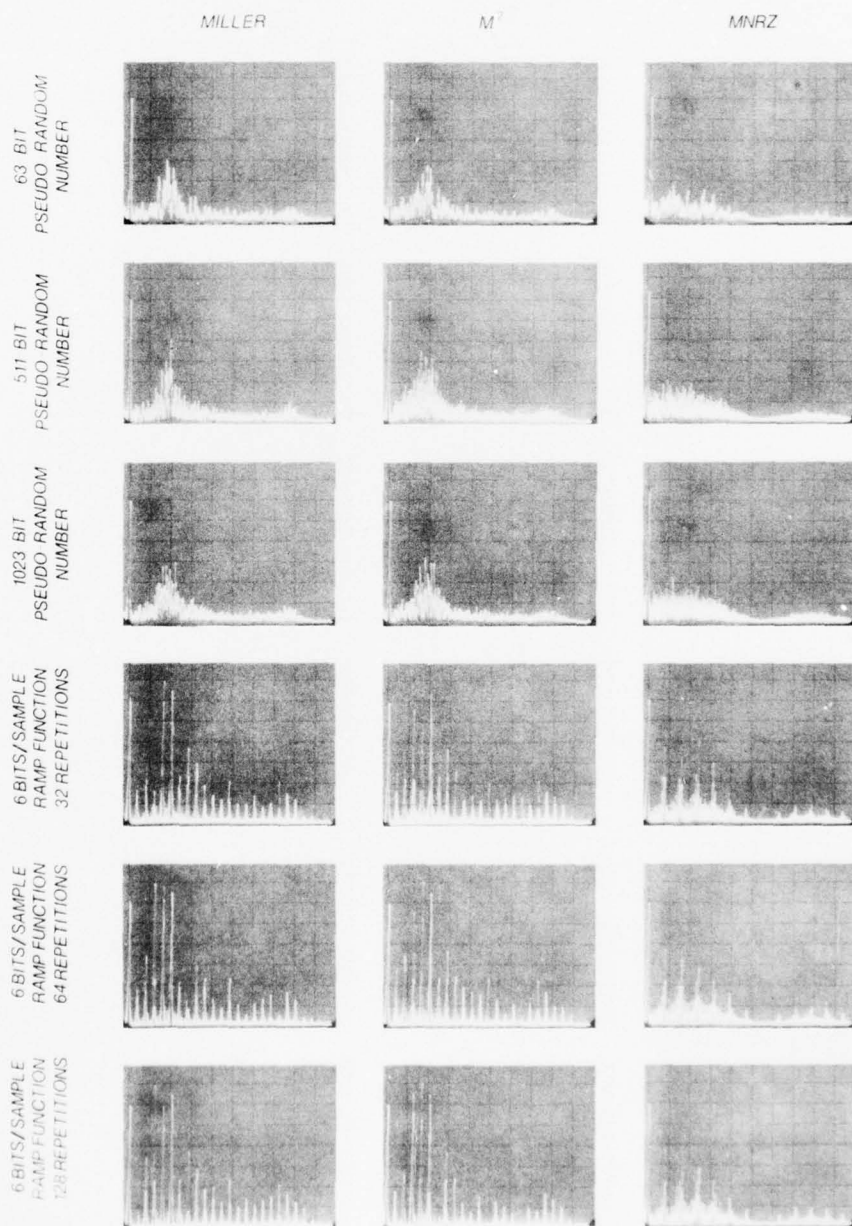 MILLER
M²
MNRZ
63 BIT
PSEUDO RANDOM
NUMBER
511 BIT
PSEUDO RANDOM
NUMBER
1023 BIT
PSEUDO RANDOM
NUMBER
6 BITS/SAMPLE
RAMP FUNCTION
32 REPETITIONS
6 BITS/SAMPLE
RAMP FUNCTION
64 REPETITIONS
6 BITS/SAMPLE
RAMP FUNCTION
128 REPETITIONS